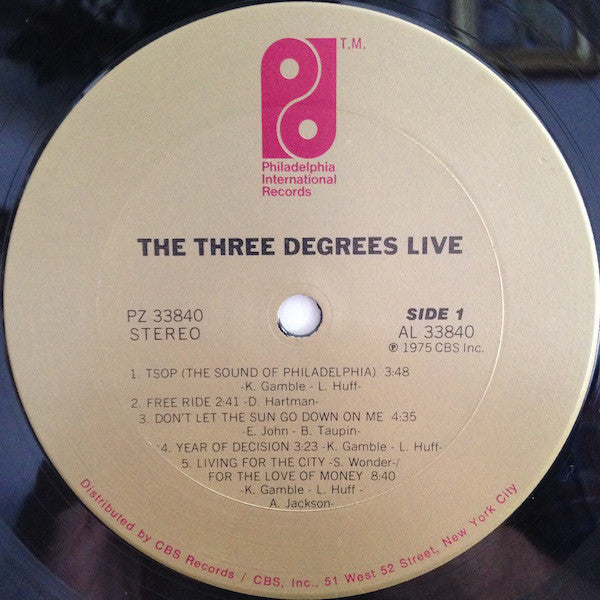 T.M.
Philadelphia
International
Records
THE THREE DEGREES LIVE
PZ 33840
STEREO
SIDE 1
AL 33840
Ⓟ 1975 CBS Inc.
1. TSOP (THE SOUND OF PHILADELPHIA) 3:48
-K. Gamble - L. Huff-
2. FREE RIDE 2:41 -D. Hartman-
3. DON'T LET THE SUN GO DOWN ON ME 4:35
-E. John - B. Taupin-
4. YEAR OF DECISION 3:23 -K. Gamble - L. Huff-
5. LIVING FOR THE CITY -S. Wonder-/
FOR THE LOVE OF MONEY 8:40
-K. Gamble - L. Huff -
A. Jackson-
Distributed by CBS Records / CBS, Inc., 51 West 52 Street, New York City